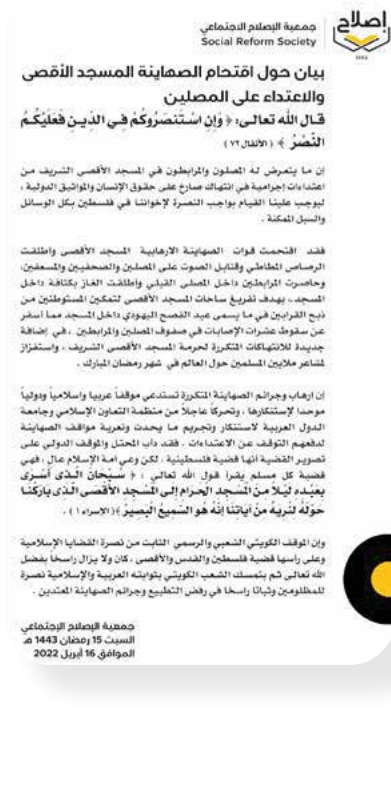 إصلاح
جمعية الإصلاح الاجتماعي
Social Reform Society
1963
بيان حول اقتحام الصهاينة المسجد الأقصى
والاعتداء على المصلين
قال الله تعالى: ﴿ وَإِنِ اسْتَنصَرُوكُمْ فِي الدِّينِ فَعَلَيْكُمُ
النَّصْرُ ﴾ ( الأنفال ٧٢ )
إن ما يتعرض له المصلون والمرابطون في المسجد الأقصى الشريف من
اعتداءات إجرامية في انتهاك صارخ على حقوق الإنسان والمواثيق الدولية ،
ليوجب علينا القيام بواجب النصرة لإخواننا في فلسطين بكل الوسائل
والسبل الممكنة .
فقد اقتحمت قوات الصهاينة الارهابية المسجد الأقصى وأطلقت
الرصاص المطاطي وقنابل الصوت على المصلين والصحفيين والمسعفين،
وحاصرت المرابطين داخل المصلى القبلي وأطلقت الغاز بكثافة داخل
المسجد، بهدف تفريغ ساحات المسجد الأقصى لتمكين المستوطنين من
ذبح القرابين في ما يسمى عيد الفصح اليهودي داخل المسجد مما أسفر
عن سقوط عشرات الإصابات في صفوف المصلين والمرابطين ، في إضافة
جديدة للانتهاكات المتكررة لحرمة المسجد الأقصى الشريف ، واستفزاز
لمشاعر ملايين المسلمين حول العالم في شهر رمضان المبارك .
إن ارهاب وجرائم الصهاينة المتكررة تستدعي موقفاً عربيا وإسلاميا ودولياً
موحدا لإستنكارها ، وتحركا عاجلاً من منظمة التعاون الإسلامي وجامعة
الدول العربية لاستنكار وتجريم ما يحدث وتعرية مواقف الصهاينة
لدفعهم التوقف عن الاعتداءات . فقد دأب المحتل والموقف الدولي على
تصوير القضية أنها قضية فلسطينية ، لكن وعي أمة الإسلام عال ، فهي
قضية كل مسلم يقرأ قول الله تعالى : ﴿ سُبْحَانَ الَّذِي أَسْرَى
بِعَبْدِهِ لَيْلًا مِنَ الْمَسْجِدِ الْحَرَامِ إِلَى الْمَسْجِدِ الْأَقْصَى الَّذِي بَارَكْنَا
حَوْلَهُ لِنُرِيَهُ مِنْ آيَاتِنَا إِنَّهُ هُوَ السَّمِيعُ الْبَصِيرُ ﴾( الإسراء ١ ) .
وإن الموقف الكويتي الشعبي والرسمي الثابت من نصرة القضايا الإسلامية
وعلى رأسها قضية فلسطين والقدس والأقصى ، كان ولا يزال راسخا بفضل
الله تعالى ثم بتمسك الشعب الكويتي بثوابته العربية والإسلامية نصرة
للمظلومين وثباتا راسخا في رفض التطبيع وجرائم الصهاينة المعتدين .
جمعية الإصلاح الإجتماعي
السبت 15 رمضان 1443 هـ
الموافق 16 أبريل 2022